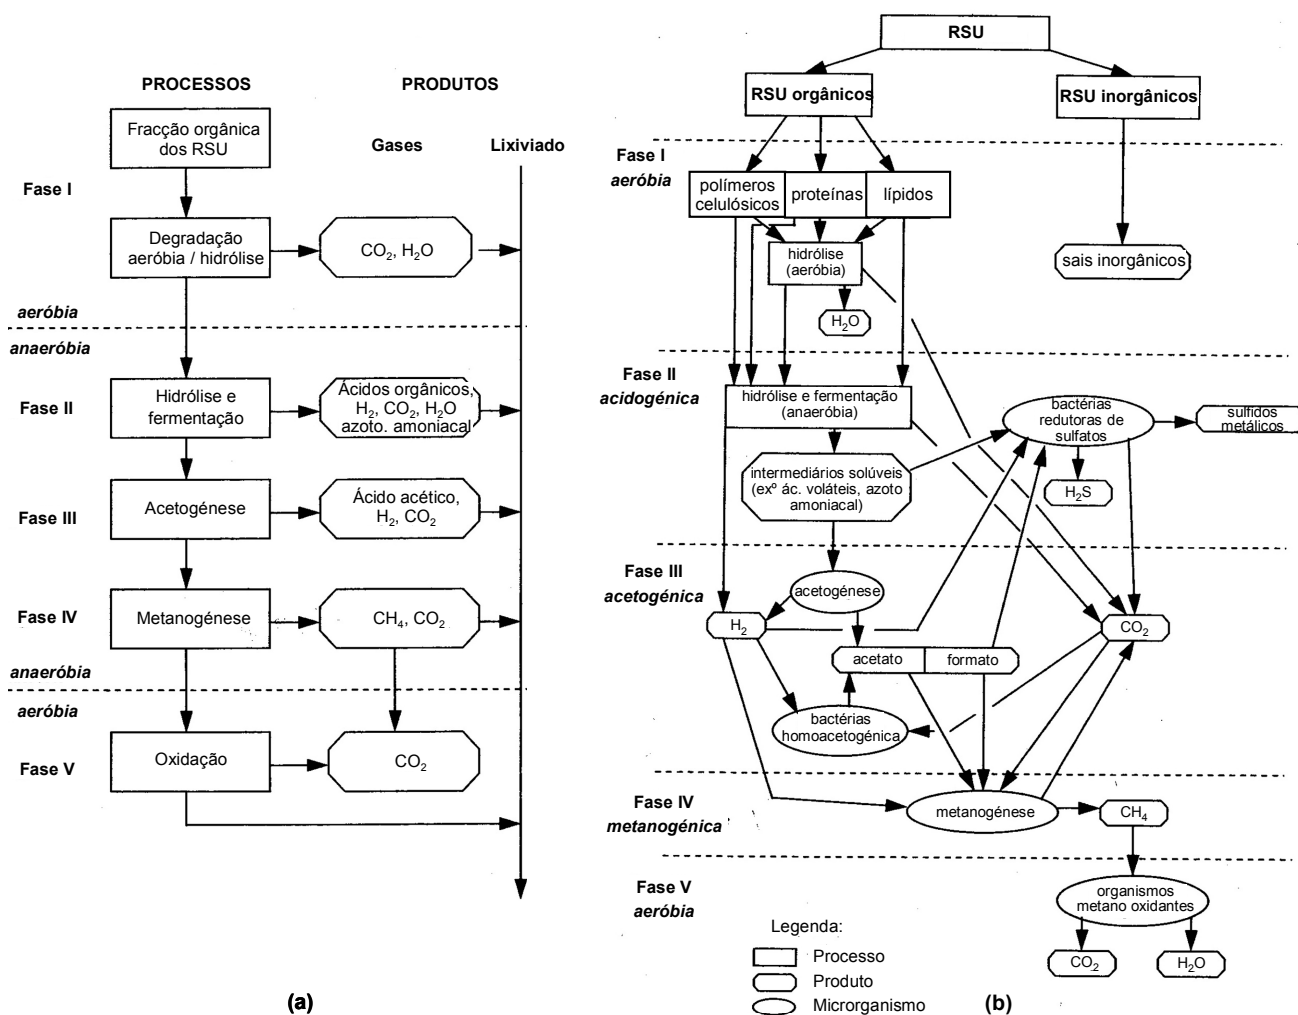 PROCESSOS
PRODUTOS
Fracção orgânica
dos RSU
Gases
Lixiviado
Fase I
Degradação
aeróbia / hidrólise
CO2, H2O
aeróbia
anaeróbia
Fase II
Hidrólise e
fermentação
Ácidos orgânicos,
H2, CO2, H2O
azoto. amoniacal
Fase III
Acetogénese
Ácido acético,
H2, CO2
Fase IV
Metanogénese
CH4, CO2
anaeróbia
aeróbia
Fase V
Oxidação
CO2
(a)
RSU
RSU orgânicos
RSU inorgânicos
Fase I
aeróbia
polímeros
celulósicos
proteínas
lípidos
hidrólise
(aeróbia)
sais inorgânicos
H2O
Fase II
acidogénica
hidrólise e fermentação
(anaeróbia)
bactérias
redutoras de
sulfatos
sulfidos
metálicos
intermediários solúveis
(exº ác. voláteis, azoto
amoniacal)
H2S
Fase III
acetogénica
acetogénese
H2
CO2
acetato
formato
bactérias
homoacetogénica
Fase IV
metanogénica
metanogénese
CH4
Fase V
aeróbia
organismos
metano oxidantes
CO2
H2O
Legenda:
Processo
Produto
Microrganismo
(b)